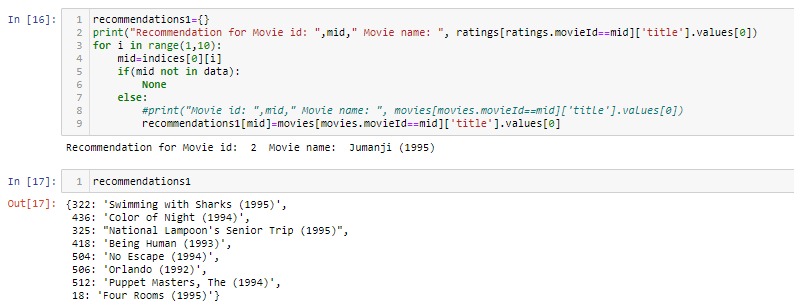 In [16]:
1 recommendations1={}
2 print("Recommendation for Movie id: ",mid," Movie name: ", ratings[ratings.movieId==mid]['title'].values[0])
3 for i in range(1,10):
4     mid=indices[0][i]
5     if(mid not in data):
6         None
7     else:
8         #print("Movie id: ",mid," Movie name: ", movies[movies.movieId==mid]['title'].values[0])
9         recommendations1[mid]=movies[movies.movieId==mid]['title'].values[0]
Recommendation for Movie id:  2  Movie name:  Jumanji (1995)
In [17]:
1 recommendations1
Out[17]:
{322: 'Swimming with Sharks (1995)',
 436: 'Color of Night (1994)',
 325: "National Lampoon's Senior Trip (1995)",
 418: 'Being Human (1993)',
 504: 'No Escape (1994)',
 506: 'Orlando (1992)',
 512: 'Puppet Masters, The (1994)',
 18: 'Four Rooms (1995)'}